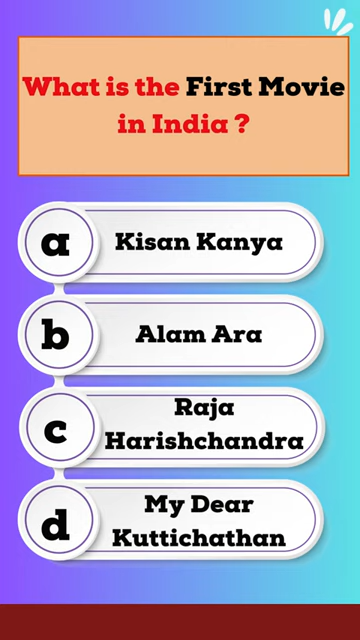 What is the First Movie
in India ?
a
Kisan Kanya
b
Alam Ara
c
Raja
Harishchandra
d
My Dear
Kuttichathan